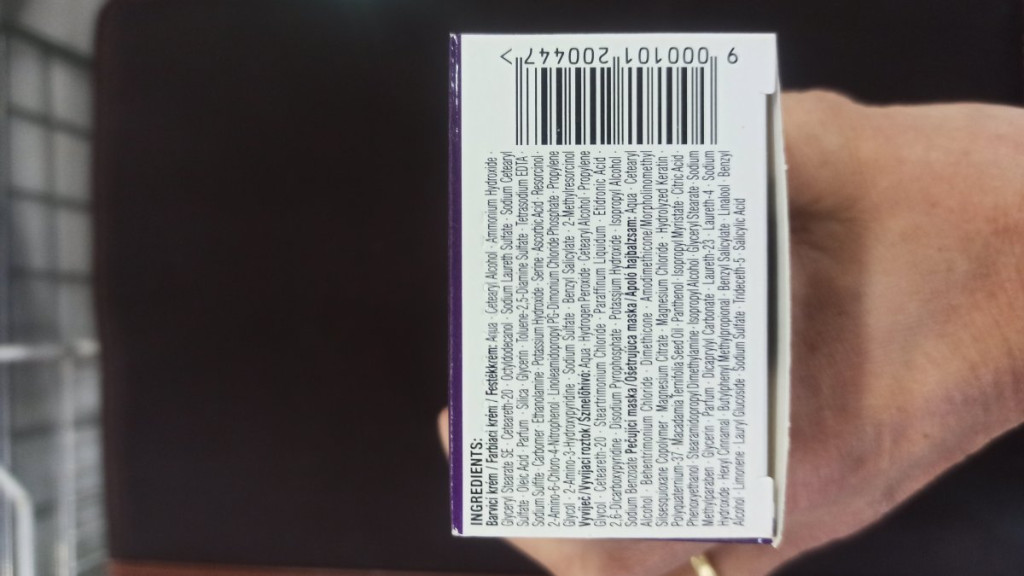 INGREDIENTS:
Barvicí krém / Farbiaci krém / Festékkrém: Aqua · Cetearyl Alcohol · Ammonium Hydroxide ·
Glyceryl Stearate SE · Ceteareth-20 · Octyldodecanol · Sodium Laureth Sulfate · Sodium Cetearyl
Sulfate · Oleic Acid · Parfum · Silica · Glycerin · Toluene-2,5-Diamine Sulfate · Tetrasodium EDTA ·
Sodium Sulfite · Carbomer · Ethanolamine · Potassium Hydroxide · Serine · Ascorbic Acid · Resorcinol ·
2-Amino-6-Chloro-4-Nitrophenol · Linoleamidopropyl PG-Dimonium Chloride Phosphate · Propylene
Glycol · 2-Amino-3-Hydroxypyridine · Sodium Sulfate · Benzyl Salicylate · 2-Methylresorcinol
Vyvíječ/Vyvíjací roztok/Színelőhívó: Aqua · Hydrogen Peroxide · Cetearyl Alcohol · Propylene
Glycol · Ceteareth-20 · Steartrimonium Chloride · Paraffinum Liquidum · Etidronic Acid ·
2,6-Dicarboxypyridine · Disodium Pyrophosphate · Potassium Hydroxide · Isopropyl Alcohol ·
Sodium Benzoate Pečující maska/Ošetrujúca maska/Ápoló hajbalzsam: Aqua · Cetearyl
Alcohol · Behentrimonium Chloride · Dimethicone · Amodimethicone/Morpholinomethyl
Silsesquioxane Copolymer · Magnesium Citrate · Magnesium Chloride · Hydrolyzed Keratin ·
Polyquaternium-37 · Macadamia Ternifolia Seed Oil · Panthenol · Isopropyl Myristate · Citric Acid ·
Phenoxyethanol · Stearamidopropyl Dimethylamine · Isopropyl Alcohol · Glyceryl Stearate · Sodium
Methylparaben · Glycerin · Parfum · Dicaprylyl Carbonate · Laureth-23 · Laureth-4 · Sodium
Hydroxide · Hexyl Cinnamal · Butylphenyl Methylpropional · Benzyl Salicylate · Linalool · Benzyl
Alcohol · Limonene · Lauryl Glucoside · Sodium Sulfate · Trideceth-5 · Salicylic Acid
9 000101 200447 >